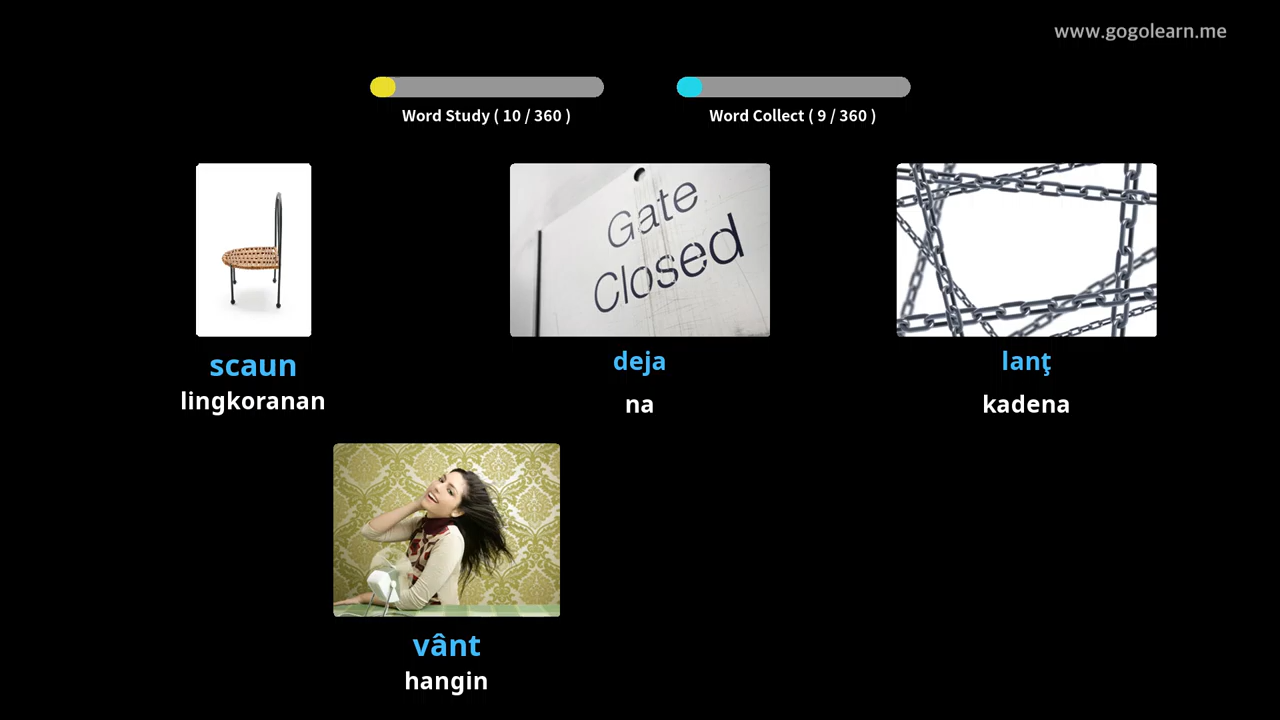 www.gogolearn.me
Word Study ( 10 / 360 )
Word Collect ( 9 / 360 )
Gate
Closed
scaun
lingkoranan
deja
na
lanţ
kadena
vânt
hangin